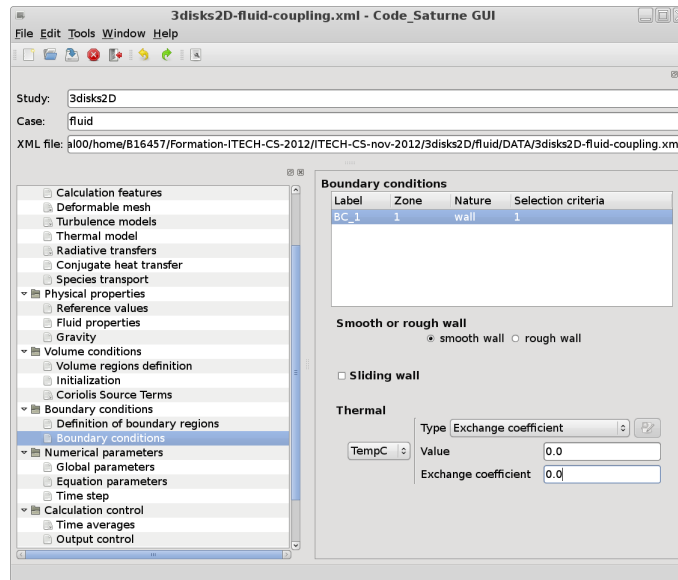 3disks2D-fluid-coupling.xml - Code_Saturne GUI
File Edit Tools Window Help
Study: 3disks2D
Case: fluid
XML file: al00/home/B16457/Formation-ITECH-CS-2012/ITECH-CS-nov-2012/3disks2D/fluid/DATA/3disks2D-fluid-coupling.xm
Calculation features
Deformable mesh
Turbulence models
Thermal model
Radiative transfers
Conjugate heat transfer
Species transport
Physical properties
Reference values
Fluid properties
Gravity
Volume conditions
Volume regions definition
Initialization
Coriolis Source Terms
Boundary conditions
Definition of boundary regions
Boundary conditions
Numerical parameters
Global parameters
Equation parameters
Time step
Calculation control
Time averages
Output control
Boundary conditions
Label Zone Nature Selection criteria
BC_1 1 wall 1
Smooth or rough wall
smooth wall rough wall
Sliding wall
Thermal
Type Exchange coefficient
TempC Value 0.0
Exchange coefficient 0.0